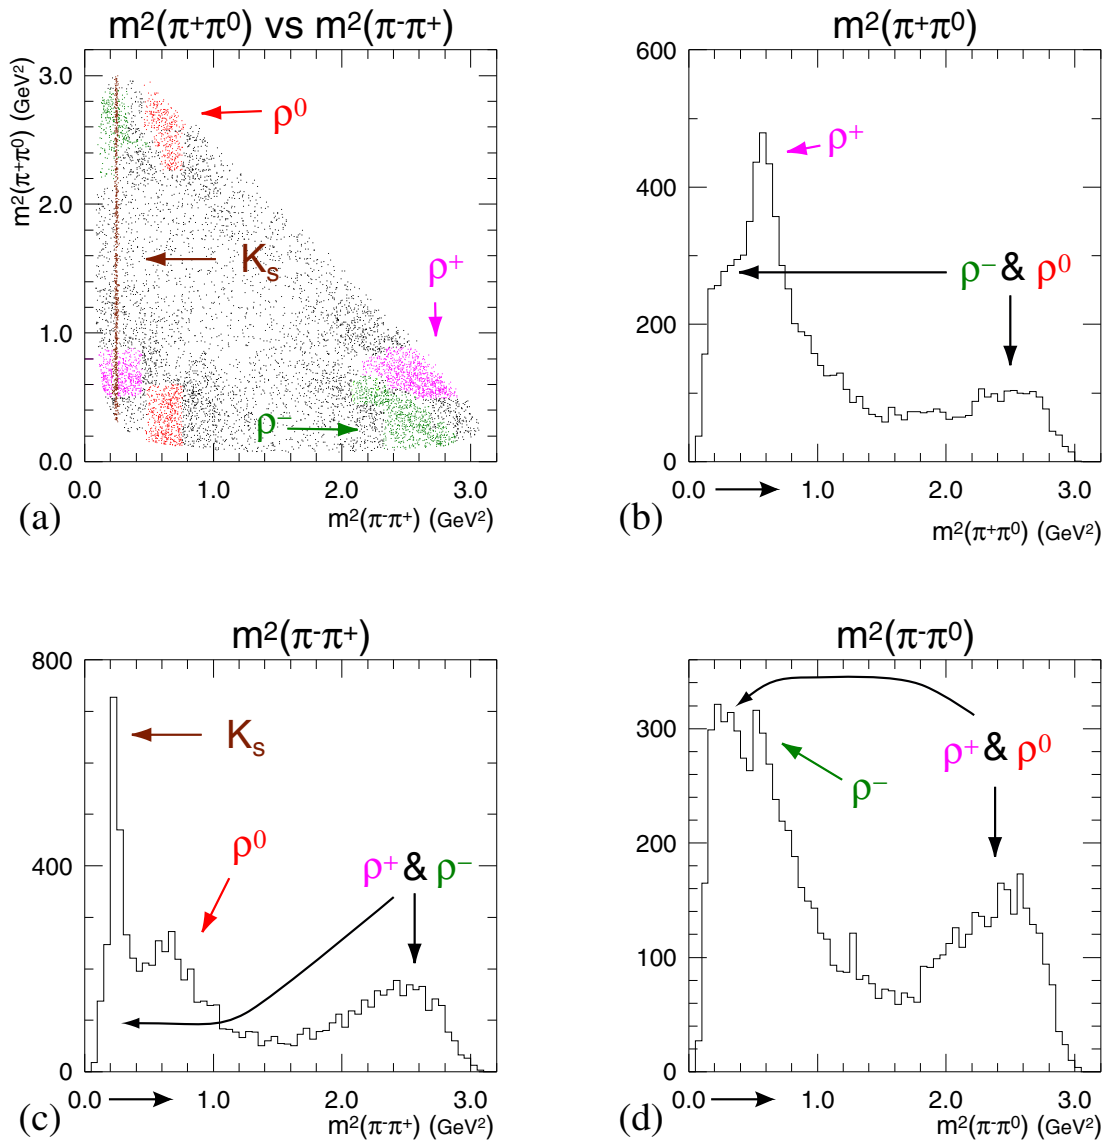 m²(π⁺π⁰) vs m²(π⁻π⁺)
m²(π⁺π⁰) (GeV²)
3.0
2.0
1.0
0.0
ρ⁰
Kₛ
ρ⁺
ρ⁻
0.0 1.0 2.0 3.0
(a)
m²(π⁻π⁺) (GeV²)
m²(π⁺π⁰)
600
400
200
0
ρ⁺
ρ⁻ & ρ⁰
0.0 1.0 2.0 3.0
(b)
m²(π⁺π⁰) (GeV²)
m²(π⁻π⁺)
800
400
0
Kₛ
ρ⁰
ρ⁺ & ρ⁻
0.0 1.0 2.0 3.0
(c)
m²(π⁻π⁺) (GeV²)
m²(π⁻π⁰)
300
200
100
0
ρ⁺ & ρ⁰
ρ⁻
0.0 1.0 2.0 3.0
(d)
m²(π⁻π⁰) (GeV²)